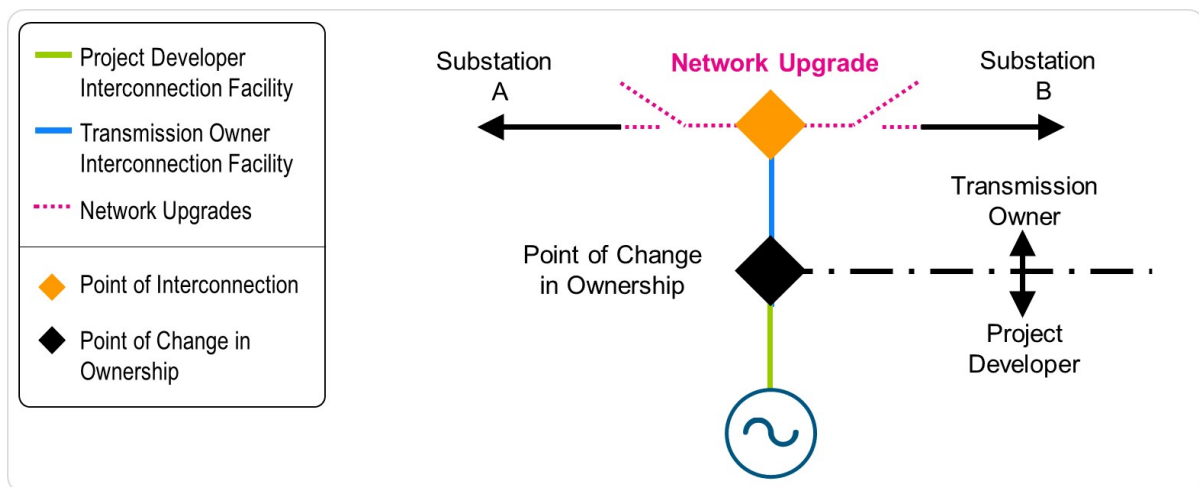 Project Developer
Interconnection Facility
Transmission Owner
Interconnection Facility
Network Upgrades
Point of Interconnection
Point of Change in
Ownership
Substation
A
Network Upgrade
Substation
B
Transmission
Owner
Point of Change
in Ownership
Project
Developer